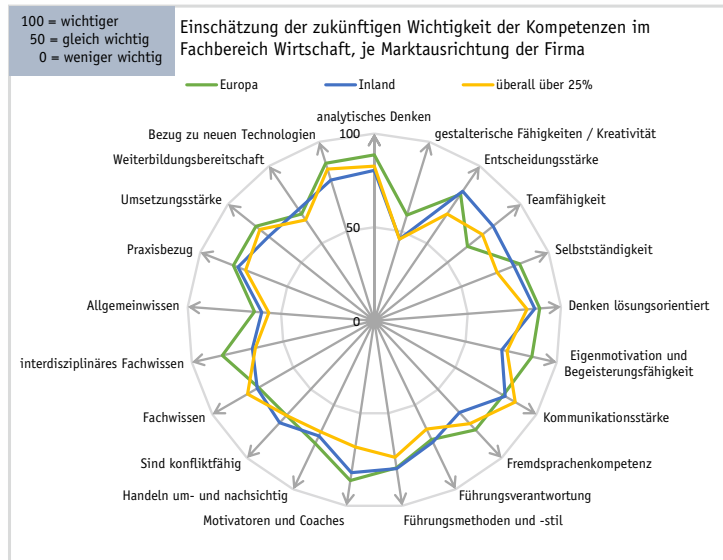 100 = wichtiger
50 = gleich wichtig
0 = weniger wichtig
Einschätzung der zukünftigen Wichtigkeit der Kompetenzen im
Fachbereich Wirtschaft, je Marktausrichtung der Firma
Europa
Inland
überall über 25%
analytisches Denken
100
50
0
gestalterische Fähigkeiten / Kreativität
Entscheidungsstärke
Teamfähigkeit
Selbstständigkeit
Denken lösungsorientiert
Eigenmotivation und
Begeisterungsfähigkeit
Kommunikationsstärke
Fremdsprachenkompetenz
Führungsverantwortung
Führungsmethoden und -stil
Motivatoren und Coaches
Handeln um- und nachsichtig
Sind konfliktfähig
Fachwissen
interdisziplinäres Fachwissen
Allgemeinwissen
Praxisbezug
Umsetzungsstärke
Weiterbildungsbereitschaft
Bezug zu neuen Technologien